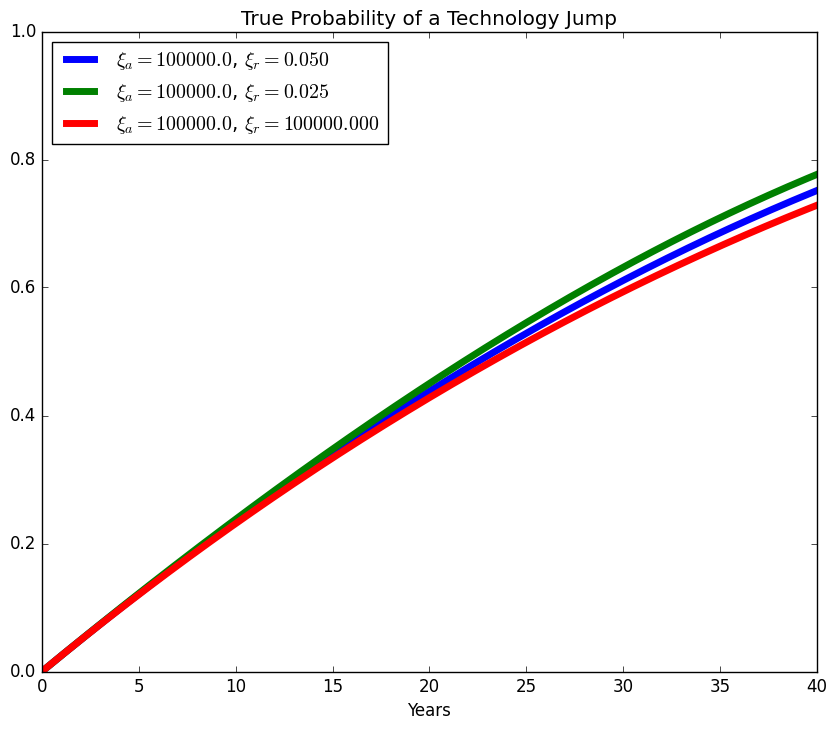 True Probability of a Technology Jump
1.0
ξₐ = 100000.0, ξᵣ = 0.050
ξₐ = 100000.0, ξᵣ = 0.025
ξₐ = 100000.0, ξᵣ = 100000.000
0.8
0.6
0.4
0.2
0.0
0 5 10 15 20 25 30 35 40
Years